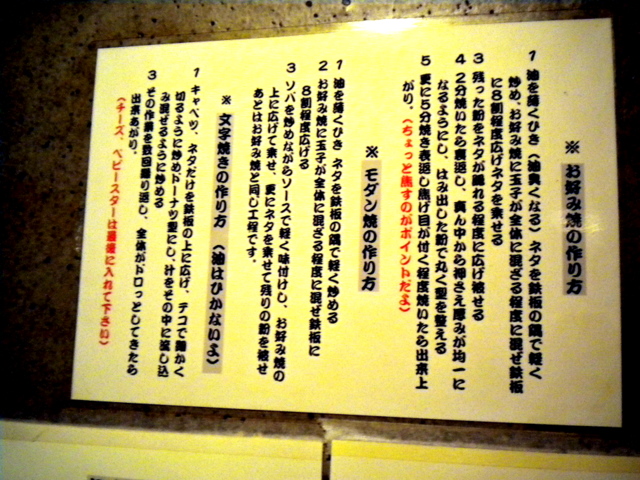 ※ お好み焼の作り方
1 油を薄くひき(油臭くなる)ネタを鉄板の隅で軽く
炒め、お好み焼に玉子が全体に混ざる程度に混ぜ鉄板
に8割程度広げネタを乗せる
3 残った粉をネタが隠れる程度に広げ被せる
4 2分焼いたら裏返し、真ん中から押さえ厚みが均一に
なるようにし、はみ出した粉で丸く型を整える
5 更に5分焼き表返し焦げ目が付く程度焼いたら出来上
がり。(ちょっと焦すのがポイントだよ)
※ モダン焼の作り方
1 油を薄くひき ネタを鉄板の隅で軽く炒める
2 お好み焼に玉子が全体に混ざる程度に混ぜ鉄板に
8割程度広げる
3 ソバを炒めながらソースで軽く味付けし、お好み焼の
上に広げて乗せ、更にネタを乗せて残りの粉を被せ
あとはお好み焼と同し工程です。
※ 文字焼きの作り方 (油はひかないよ)
1 キャベツ、ネタだけを鉄板の上に広げ、テコで細かく
切るように炒めドーナツ型にし、汁をその中に流し込
み混ぜるように炒める
3 その作業を数回繰り返し、全体がドロっとしてきたら
出来あがり。
(チーズ、ベビースターは最後に入れて下さい)